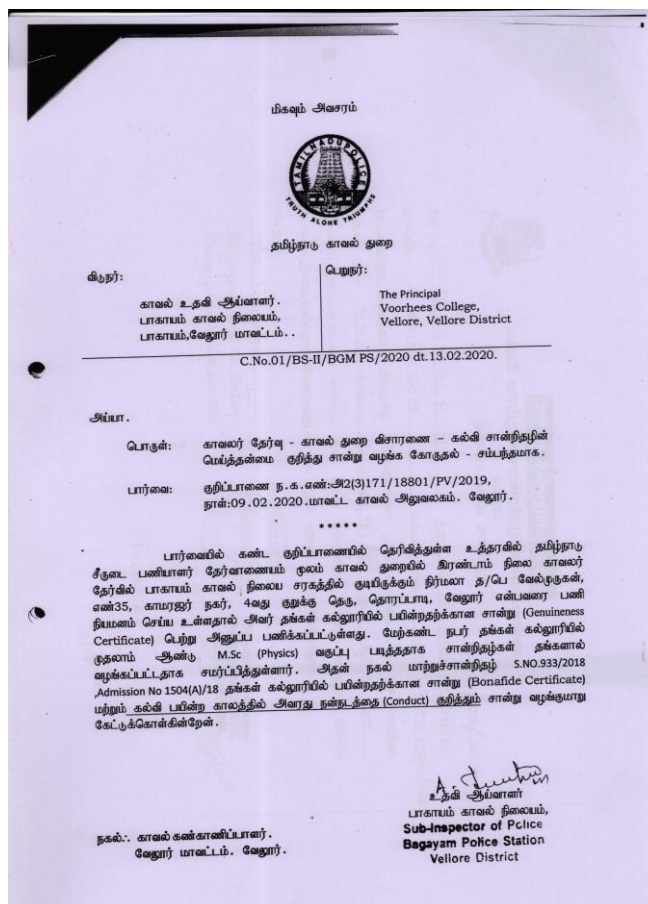 மிகவும் அவசரம்
TAMILNADU POLICE
TRUTH ALONE TRIUMPHS
தமிழ்நாடு காவல் துறை
விடுநர்:
காவல் உதவி ஆய்வாளர்.
பாகாயம் காவல் நிலையம்,
பாகாயம்,வேலூர் மாவட்டம்..
பெறுநர்:
The Principal
Voorhees College,
Vellore, Vellore District
C.No.01/BS-II/BGM PS/2020 dt.13.02.2020.
அய்யா.
பொருள்: காவலர் தேர்வு - காவல் துறை விசாரணை - கல்வி சான்றிதழின்
மெய்த்தன்மை குறித்து சான்று வழங்க கோருதல் - சம்பந்தமாக.
பார்வை: குறிப்பாணை ந.க.எண்:அ2(3)171/18801/PV/2019,
நாள்:09.02.2020.மாவட்ட காவல் அலுவலகம். வேலூர்.
*****
பார்வையில் கண்ட குறிப்பாணையில் தெரிவித்துள்ள உத்தரவில் தமிழ்நாடு
சீருடை பணியாளர் தேர்வாணையம் மூலம் காவல் துறையில் இரண்டாம் நிலை காவலர்
தேர்வில் பாகாயம் காவல் நிலைய சரகத்தில் குடியிருக்கும் நிர்மலா த/பெ வேல்முருகன்,
எண்35, காமரஜர் நகர், 4வது குறுக்கு தெரு, தொரப்பாடி, வேலூர் என்பவரை பணி
நியமனம் செய்ய உள்ளதால் அவர் தங்கள் கல்லூரியில் பயின்றதற்க்கான சான்று (Genuineness
Certificate) பெற்று அனுப்ப பணிக்கப்பட்டுள்ளது. மேற்கண்ட நபர் தங்கள் கல்லூரியில்
முதலாம் ஆண்டு M.Sc (Physics) வகுப்பு படித்ததாக சான்றிதழ்கள் தங்களால்
வழங்கப்பட்டதாக சமர்ப்பித்துள்ளார். அதன் நகல் மாற்றுச்சான்றிதழ் S.NO.933/2018
,Admission No 1504(A)/18 தங்கள் கல்லூரியில் பயின்றதற்க்கான சான்று (Bonafide Certificate)
மற்றும் கல்வி பயின்ற காலத்தில் அவரது நன்நடத்தை (Conduct) குறித்தும் சான்று வழங்குமாறு
கேட்டுக்கொள்கின்றேன்.
உதவி ஆய்வாளர்
பாகாயம் காவல் நிலையம்,
Sub-Inspector of Police
Bagayam Police Station
Vellore District
நகல்:. காவல் கண்காணிப்பாளர்.
வேலூர் மாவட்டம். வேலூர்.